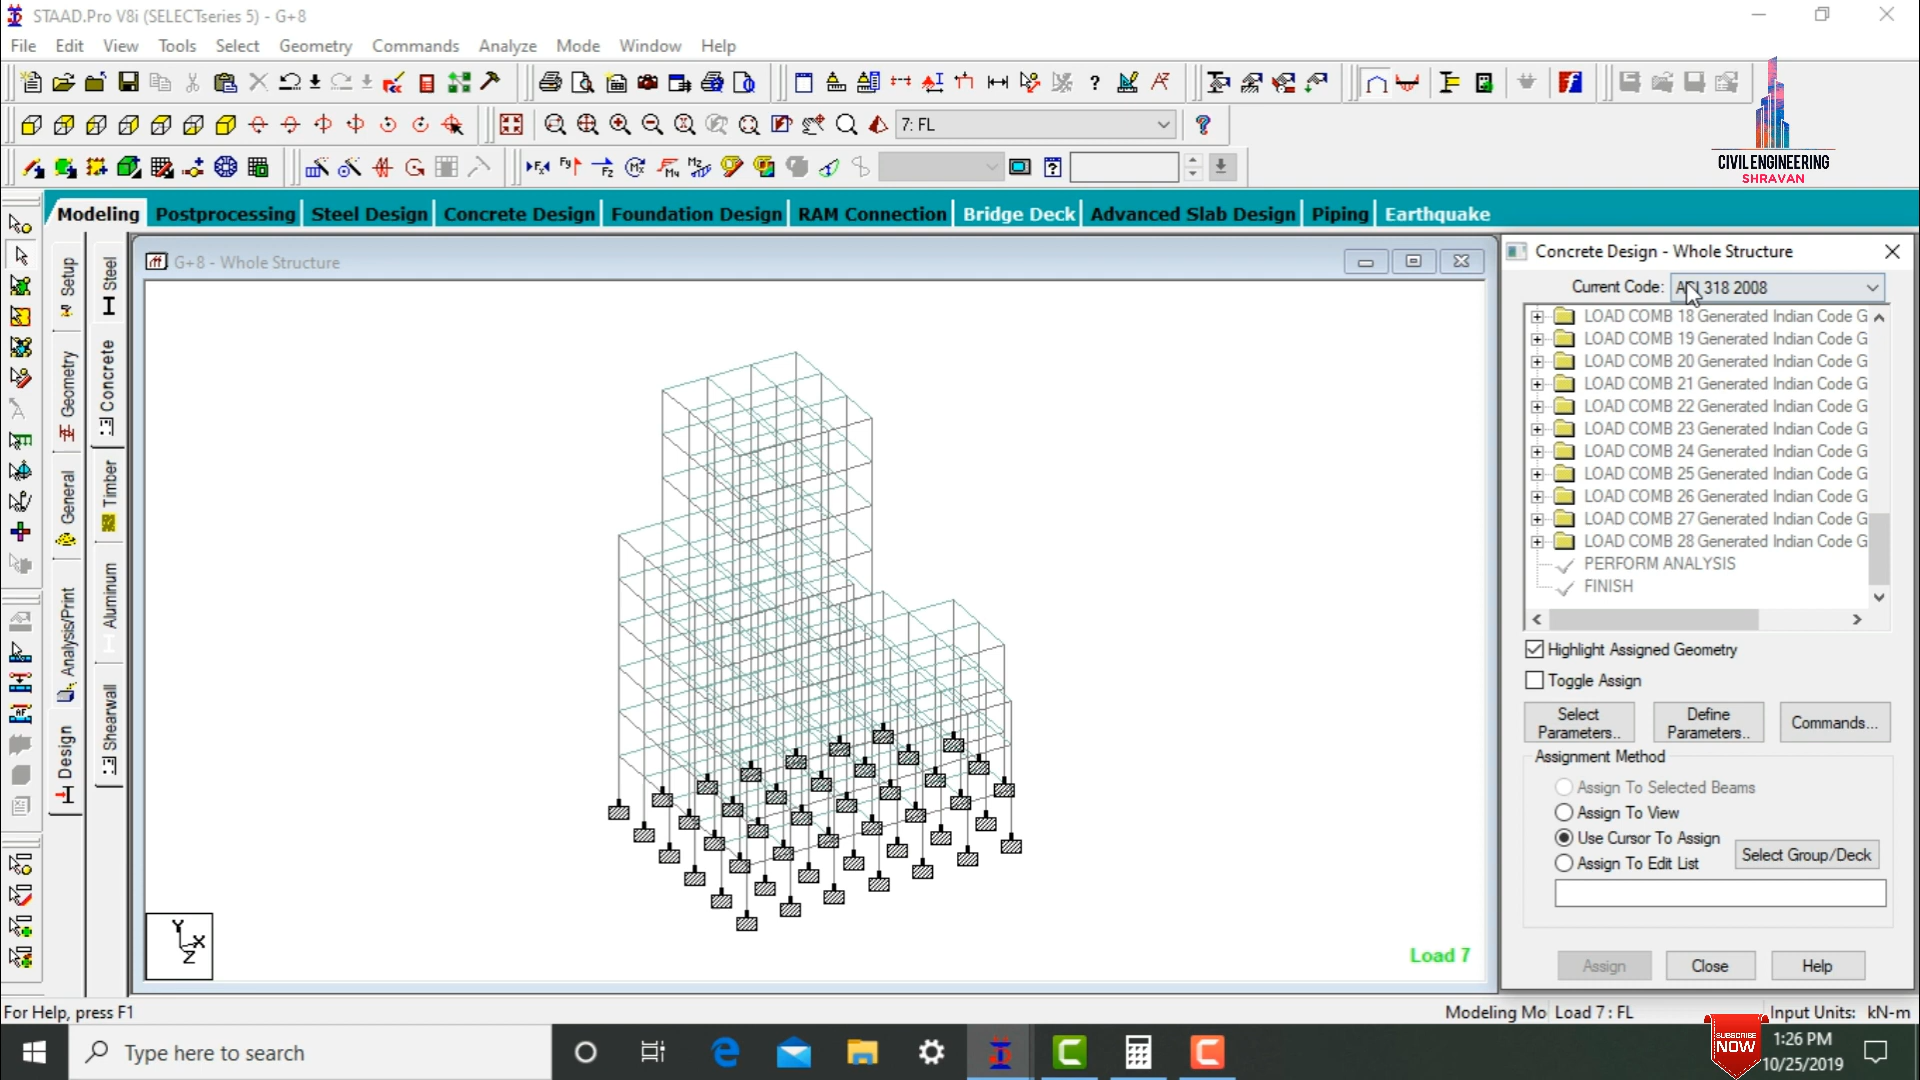 STAAD.Pro V8i (SELECTseries 5) - G+8
File Edit View Tools Select Geometry Commands Analyze Mode Window Help
7: FL
CIVIL ENGINEERING
SHRAVAN
Modeling Postprocessing Steel Design Concrete Design Foundation Design RAM Connection Bridge Deck Advanced Slab Design Piping Earthquake
Setup
Geometry
General
Analysis/Print
Design
Steel
Concrete
Timber
Aluminum
Shearwall
G+8 - Whole Structure
Y
X
Z
Load 7
Concrete Design - Whole Structure
Current Code: ACI 318 2008
LOAD COMB 18 Generated Indian Code G
LOAD COMB 19 Generated Indian Code G
LOAD COMB 20 Generated Indian Code G
LOAD COMB 21 Generated Indian Code G
LOAD COMB 22 Generated Indian Code G
LOAD COMB 23 Generated Indian Code G
LOAD COMB 24 Generated Indian Code G
LOAD COMB 25 Generated Indian Code G
LOAD COMB 26 Generated Indian Code G
LOAD COMB 27 Generated Indian Code G
LOAD COMB 28 Generated Indian Code G
PERFORM ANALYSIS
FINISH
Highlight Assigned Geometry
Toggle Assign
Select Parameters..
Define Parameters..
Commands...
Assignment Method
Assign To Selected Beams
Assign To View
Use Cursor To Assign
Assign To Edit List
Select Group/Deck
Assign Close Help
For Help, press F1
Modeling Mo Load 7 : FL Input Units: kN-m
Type here to search
SUBSCRIBE
NOW
1:26 PM
10/25/2019